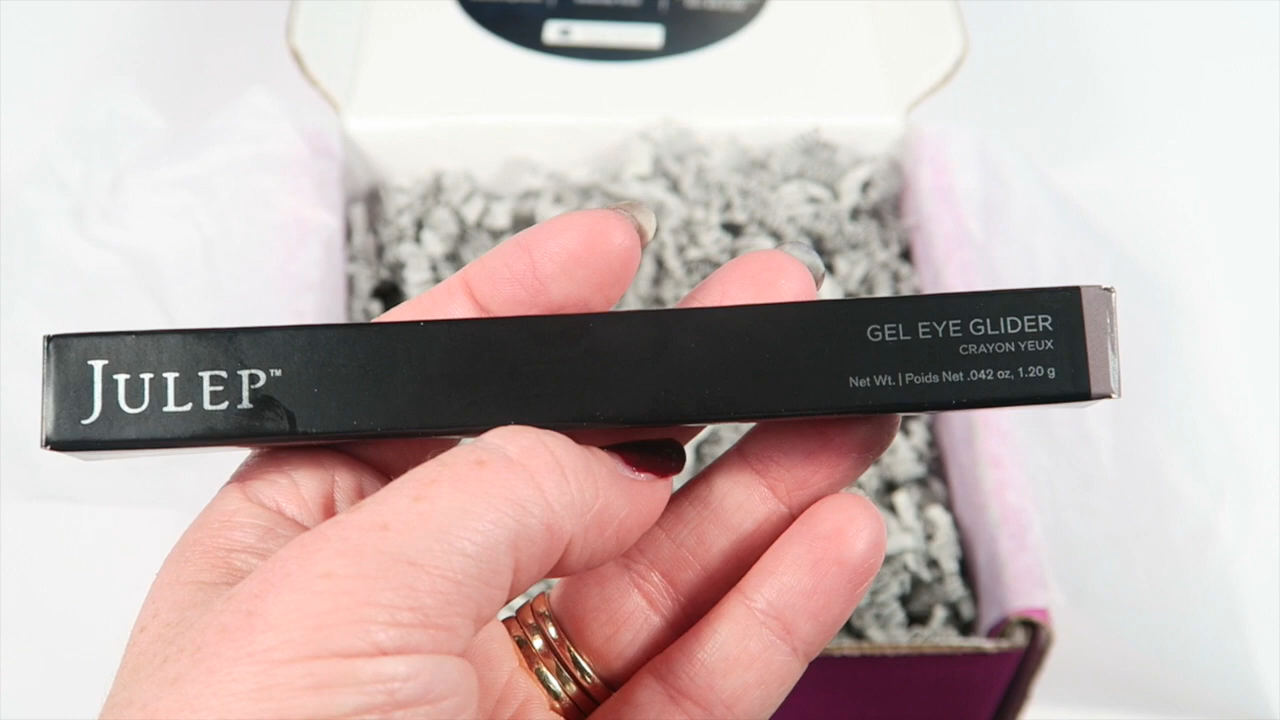 JULEP™
GEL EYE GLIDER
CRAYON YEUX
Net Wt. | Poids Net .042 oz, 1.20 g